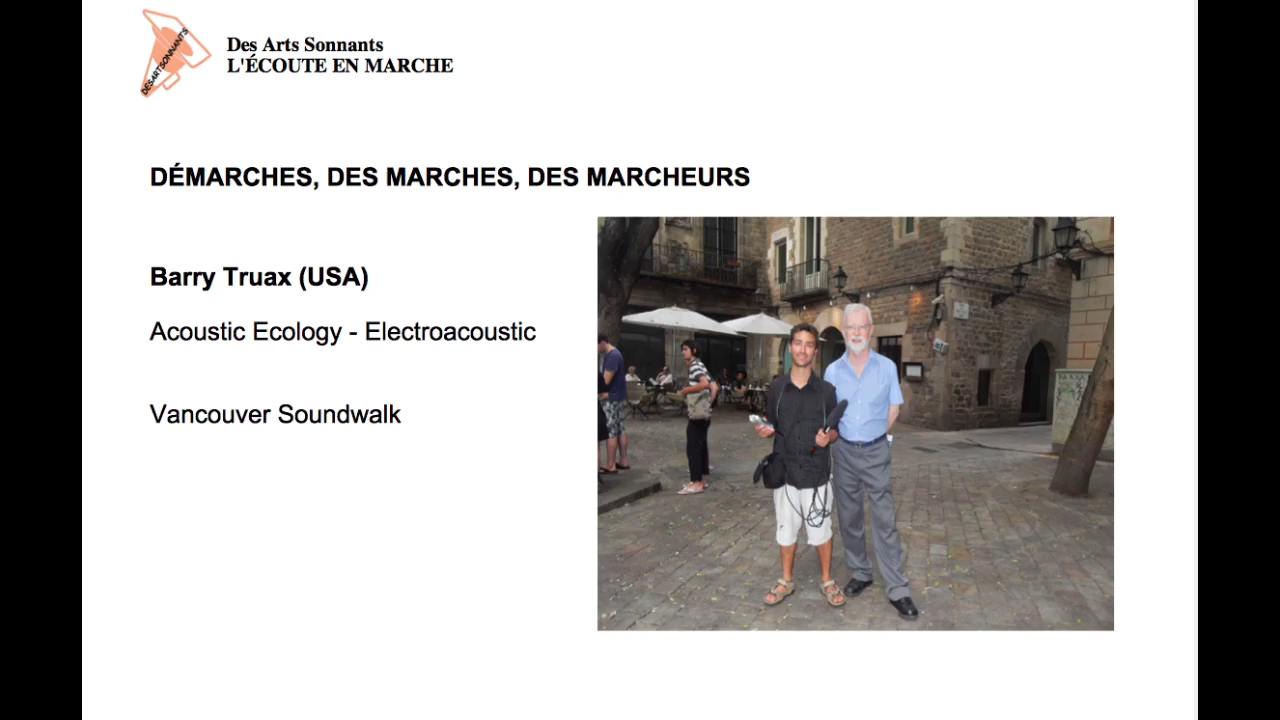 DESARTSONNANTS
Des Arts Sonnants
L'ÉCOUTE EN MARCHE
DÉMARCHES, DES MARCHES, DES MARCHEURS
Barry Truax (USA)
Acoustic Ecology - Electroacoustic
Vancouver Soundwalk